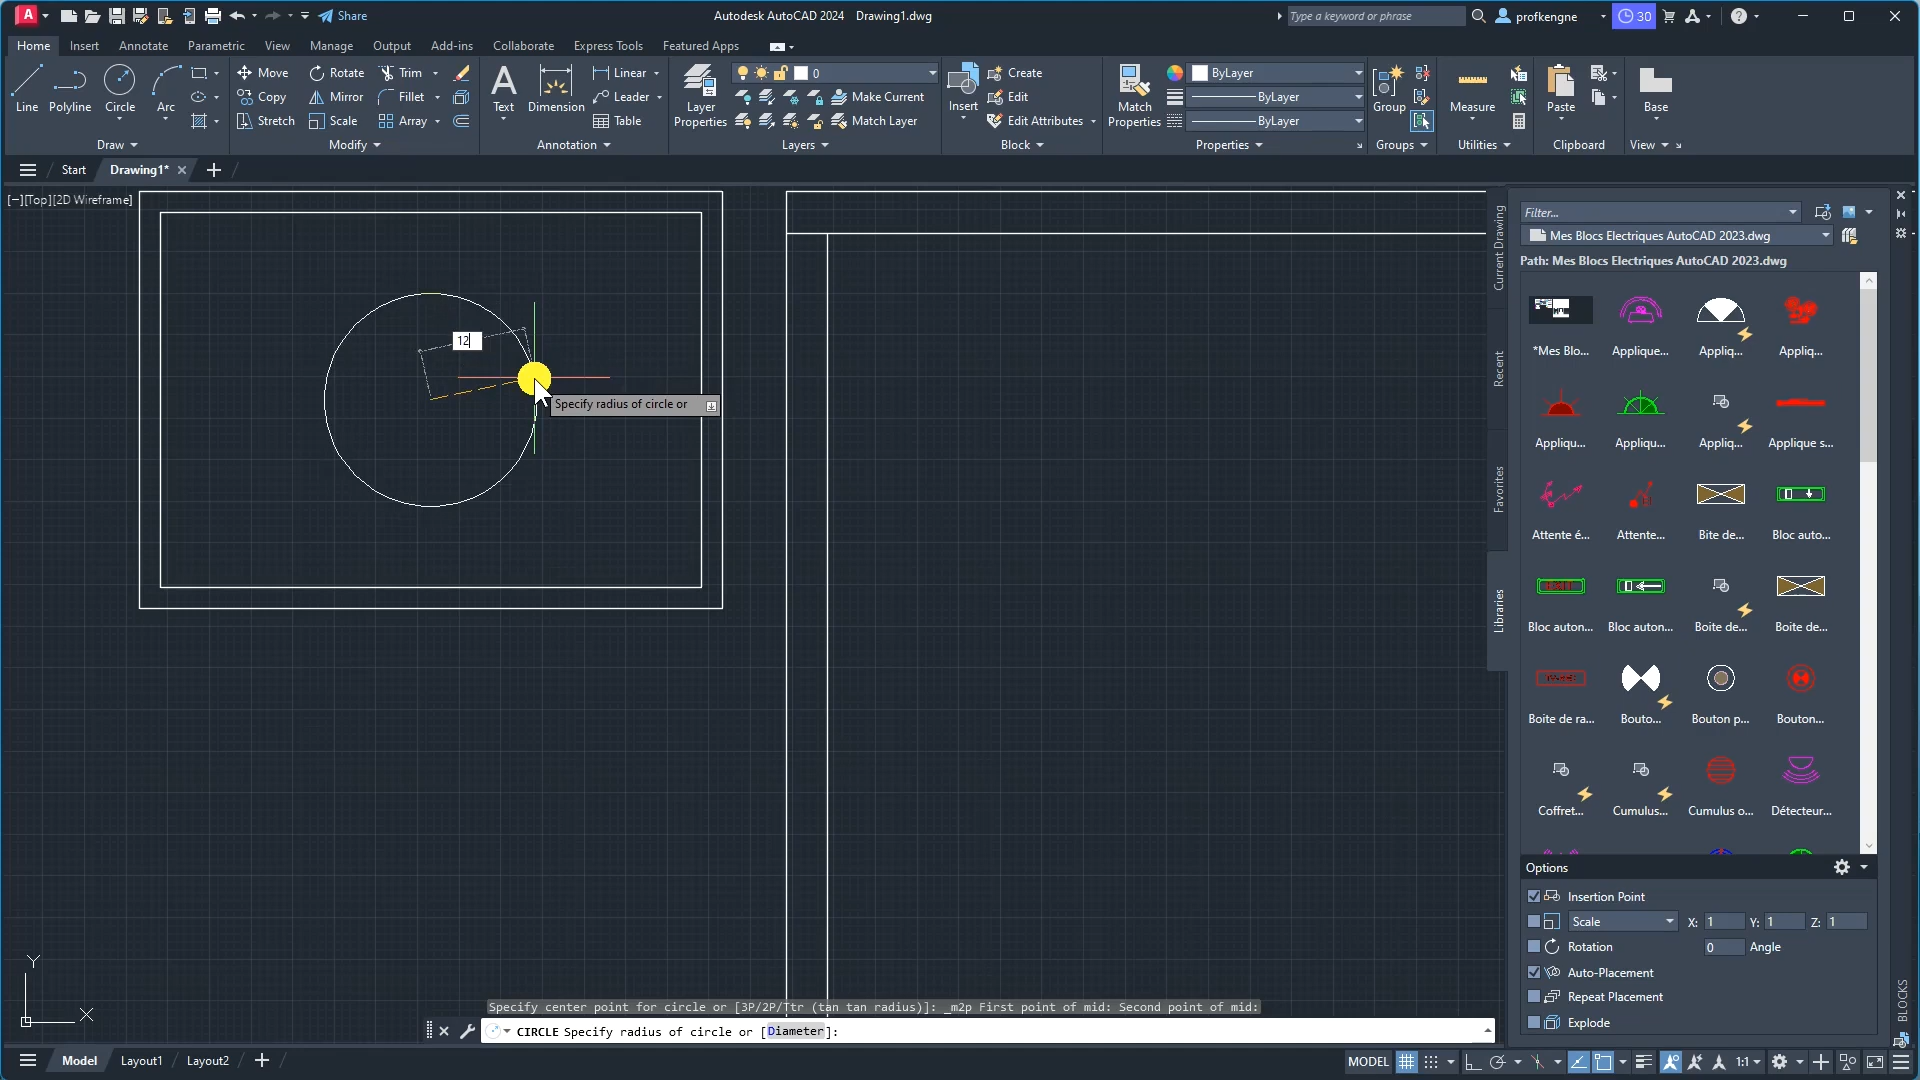 Share
Autodesk AutoCAD 2024 Drawing1.dwg
Type a keyword or phrase
profkengne
30
Home Insert Annotate Parametric View Manage Output Add-ins Collaborate Express Tools Featured Apps
Line Polyline Circle Arc
Move Rotate Trim
Copy Mirror Fillet
Stretch Scale Array
Text Dimension
Linear
Leader
Table
Layer Properties
0
Make Current
Match Layer
Insert
Create
Edit
Edit Attributes
Match Properties
ByLayer
ByLayer
ByLayer
Group
Measure
Paste
Base
Draw Modify Annotation Layers Block Properties Groups Utilities Clipboard View
Start Drawing1*
[−][Top][2D Wireframe]
12
Specify radius of circle or
Y
X
Current Drawing
Recent
Favorites
Libraries
Filter...
Mes Blocs Electriques AutoCAD 2023.dwg
Path: Mes Blocs Electriques AutoCAD 2023.dwg
*Mes Blo... Applique... Appliq... Appliq...
Appliqu... Appliqu... Appliq... Applique s...
Attente é... Attente... Bite de... Bloc auto...
Bloc auton... Bloc auton... Boite de... Boite de...
Boite de ra... Bouto... Bouton p... Bouton...
Coffret... Cumulus... Cumulus o... Détecteur...
Options
Insertion Point
Scale X: 1 Y: 1 Z: 1
Rotation 0 Angle
Auto-Placement
Repeat Placement
Explode
BLOCKS
Specify center point for circle or [3P/2P/Ttr (tan tan radius)]: _m2p First point of mid: Second point of mid:
CIRCLE Specify radius of circle or [Diameter]:
Model Layout1 Layout2
MODEL
1:1